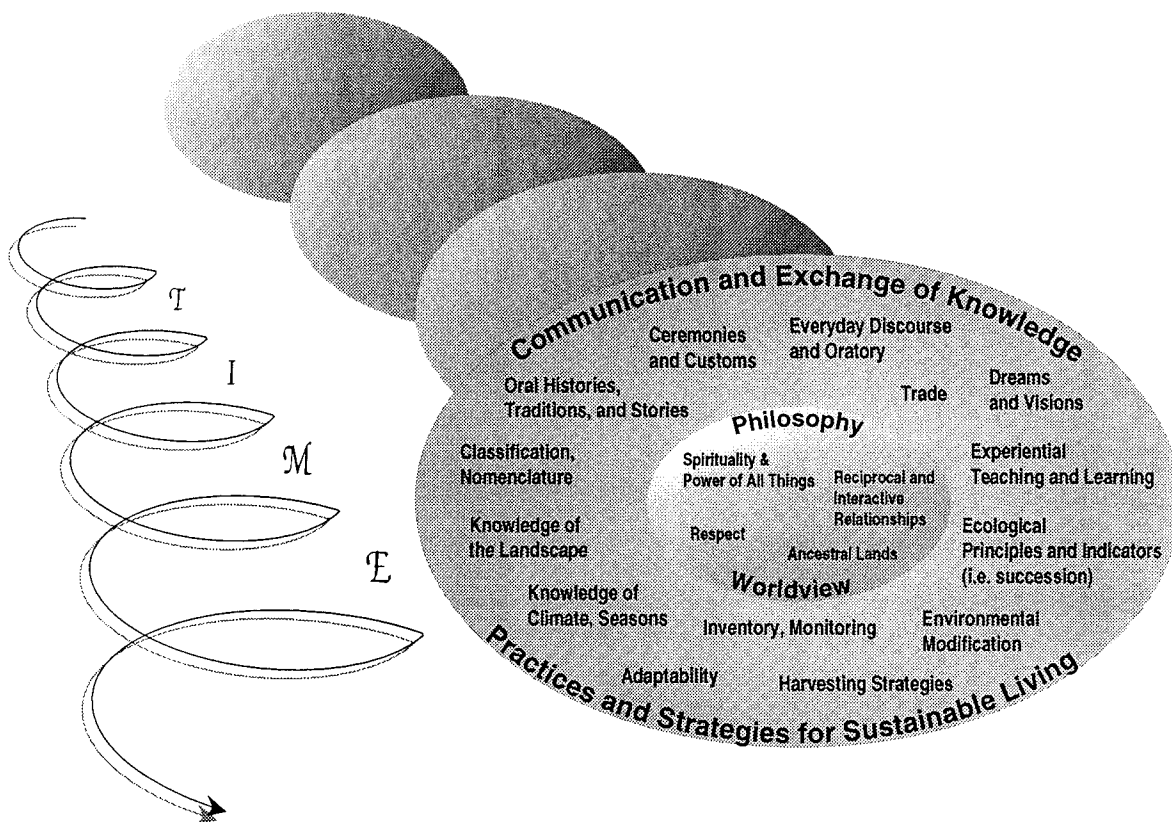 T
I
M
E
Communication and Exchange of Knowledge
Ceremonies
and Customs
Everyday Discourse
and Oratory
Oral Histories,
Traditions, and Stories
Trade
Dreams
and Visions
Classification,
Nomenclature
Experiential
Teaching and Learning
Philosophy
Spirituality &
Power of All Things
Reciprocal and
Interactive
Relationships
Respect
Ancestral Lands
Worldview
Knowledge of
the Landscape
Ecological
Principles and Indicators
(i.e. succession)
Knowledge of
Climate, Seasons
Inventory, Monitoring
Environmental
Modification
Adaptability
Harvesting Strategies
Practices and Strategies for Sustainable Living